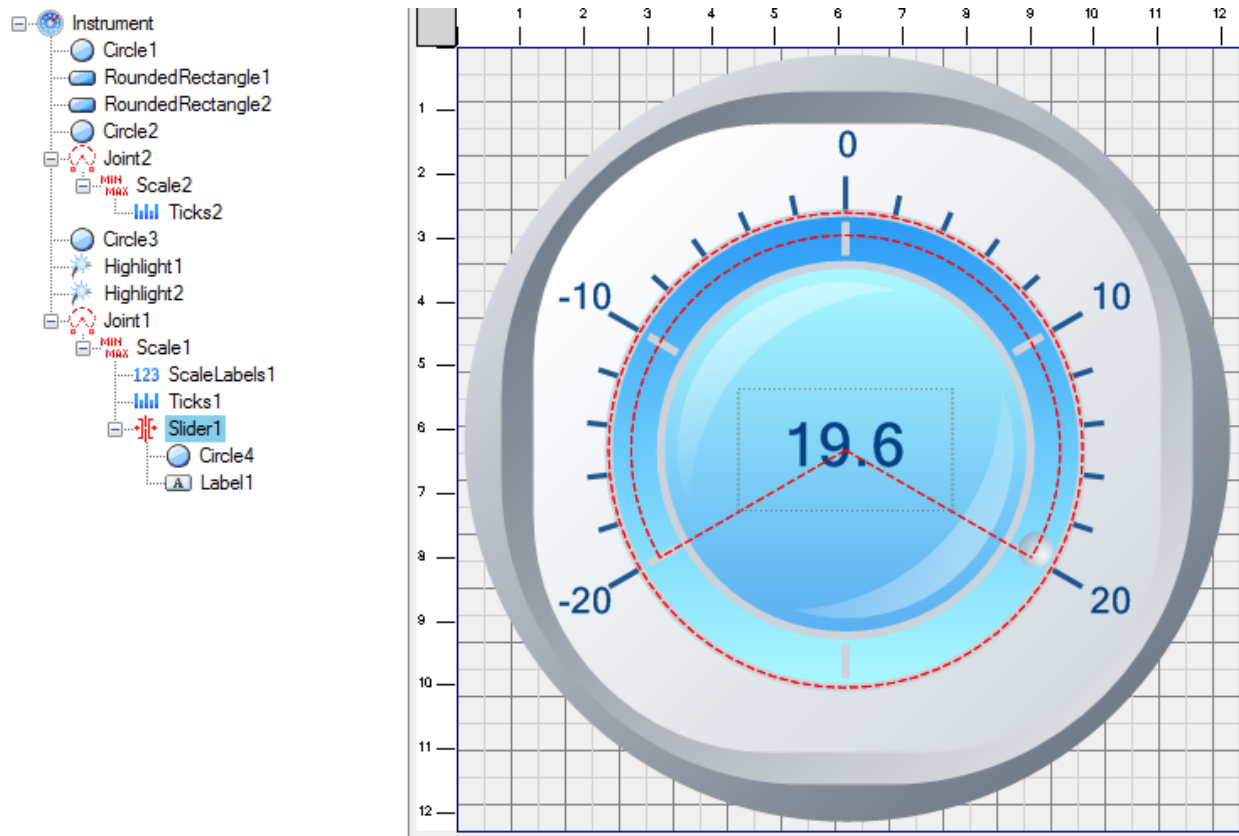 Instrument
Circle1
RoundedRectangle1
RoundedRectangle2
Circle2
Joint2
MIN MAX Scale2
Ticks2
Circle3
Highlight1
Highlight2
Joint1
MIN MAX Scale1
123 ScaleLabels1
Ticks1
Slider1
Circle4
A Label1
1 2 3 4 5 6 7 8 9 10 11 12
1
2
3
4
5
6
7
8
9
10
11
12
0
-10 10
19.6
-20 20